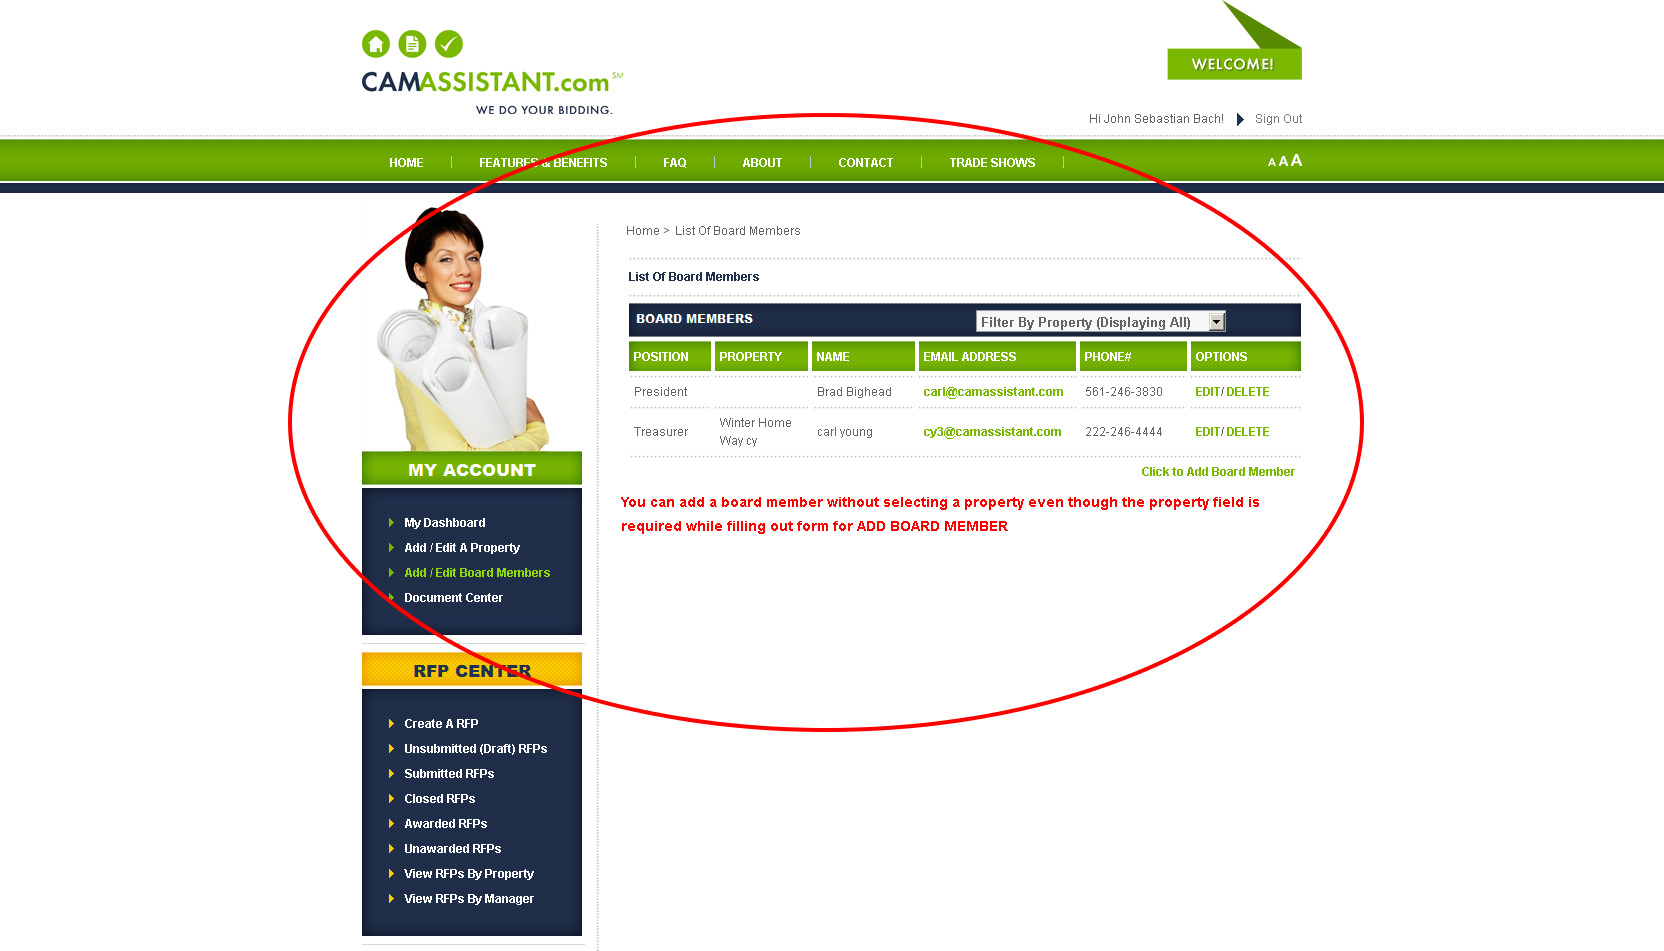 CAMASSISTANT.com SM
WE DO YOUR BIDDING.
WELCOME!
Hi John Sebastian Bach! Sign Out
HOME FEATURES & BENEFITS FAQ ABOUT CONTACT TRADE SHOWS A A A
Home > List Of Board Members
List Of Board Members
BOARD MEMBERS Filter By Property (Displaying All)
POSITION PROPERTY NAME EMAIL ADDRESS PHONE# OPTIONS
President Brad Bighead carl@camassistant.com 561-246-3830 EDIT/ DELETE
Treasurer Winter Home Way cy carl young cy3@camassistant.com 222-246-4444 EDIT/ DELETE
Click to Add Board Member
You can add a board member without selecting a property even though the property field is
required while filling out form for ADD BOARD MEMBER
MY ACCOUNT
My Dashboard
Add / Edit A Property
Add / Edit Board Members
Document Center
RFP CENTER
Create A RFP
Unsubmitted (Draft) RFPs
Submitted RFPs
Closed RFPs
Awarded RFPs
Unawarded RFPs
View RFPs By Property
View RFPs By Manager